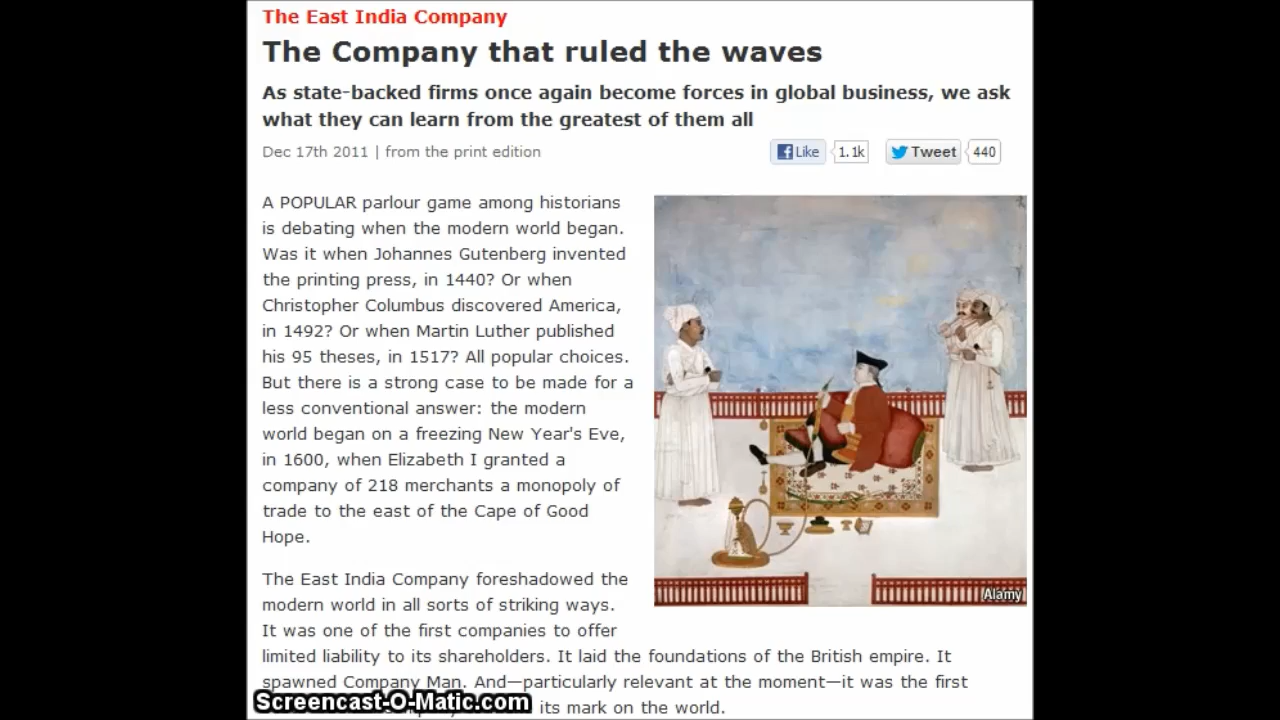 The East India Company
The Company that ruled the waves
As state-backed firms once again become forces in global business, we ask
what they can learn from the greatest of them all
Dec 17th 2011 | from the print edition
Like 1.1k Tweet 440
A POPULAR parlour game among historians
is debating when the modern world began.
Was it when Johannes Gutenberg invented
the printing press, in 1440? Or when
Christopher Columbus discovered America,
in 1492? Or when Martin Luther published
his 95 theses, in 1517? All popular choices.
But there is a strong case to be made for a
less conventional answer: the modern
world began on a freezing New Year's Eve,
in 1600, when Elizabeth I granted a
company of 218 merchants a monopoly of
trade to the east of the Cape of Good
Hope.
Alamy
The East India Company foreshadowed the
modern world in all sorts of striking ways.
It was one of the first companies to offer
limited liability to its shareholders. It laid the foundations of the British empire. It
spawned Company Man. And—particularly relevant at the moment—it was the first
its mark on the world.
Screencast-O-Matic.com